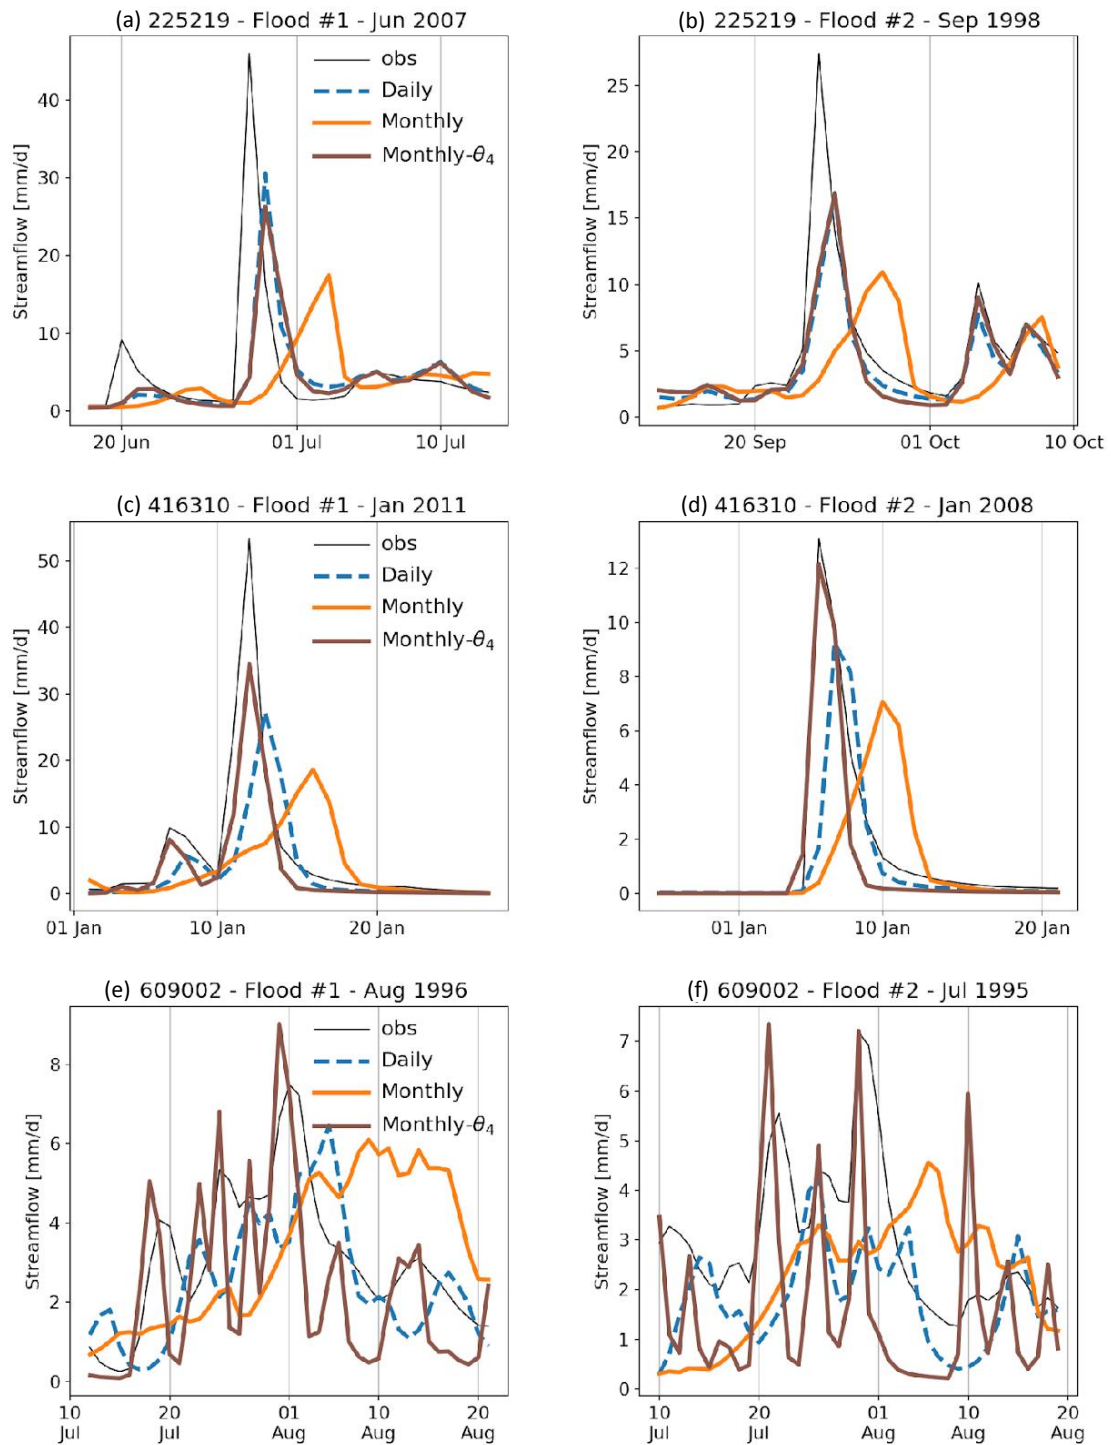 (a) 225219 - Flood #1 - Jun 2007
obs
Daily
Monthly
Monthly-θ₄
Streamflow [mm/d]
40
30
20
10
0
20 Jun
01 Jul
10 Jul
(b) 225219 - Flood #2 - Sep 1998
Streamflow [mm/d]
25
20
15
10
5
0
20 Sep
01 Oct
10 Oct
(c) 416310 - Flood #1 - Jan 2011
obs
Daily
Monthly
Monthly-θ₄
Streamflow [mm/d]
50
40
30
20
10
0
01 Jan
10 Jan
20 Jan
(d) 416310 - Flood #2 - Jan 2008
Streamflow [mm/d]
12
10
8
6
4
2
0
01 Jan
10 Jan
20 Jan
(e) 609002 - Flood #1 - Aug 1996
obs
Daily
Monthly
Monthly-θ₄
Streamflow [mm/d]
8
6
4
2
0
10 20 01 10 20
Jul Jul Aug Aug Aug
(f) 609002 - Flood #2 - Jul 1995
Streamflow [mm/d]
7
6
5
4
3
2
1
0
10 20 01 10 20
Jul Jul Aug Aug Aug